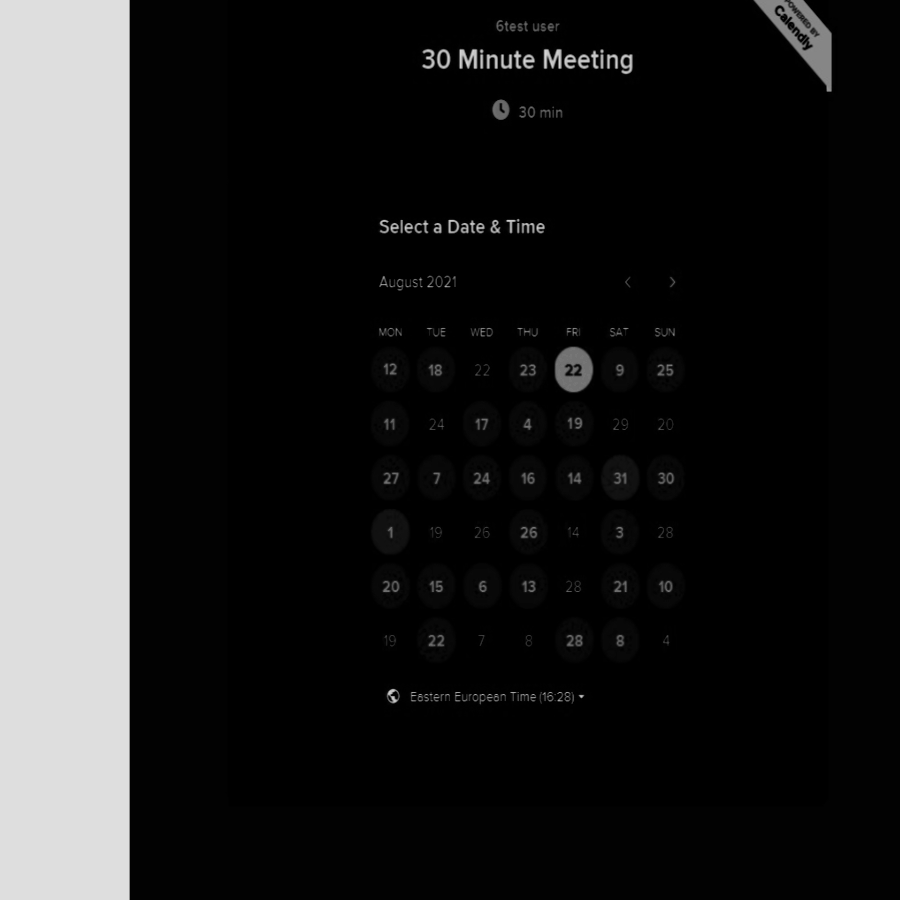 6test user
POWERED BY
Calendly
30 Minute Meeting
30 min
Select a Date & Time
August 2021
MON TUE WED THU FRI SAT SUN
12 18 22 23 22 9 25
11 24 17 4 19 29 20
27 7 24 16 14 31 30
1 19 26 26 14 3 28
20 15 6 13 28 21 10
19 22 7 8 28 8 4
Eastern European Time (16:28)